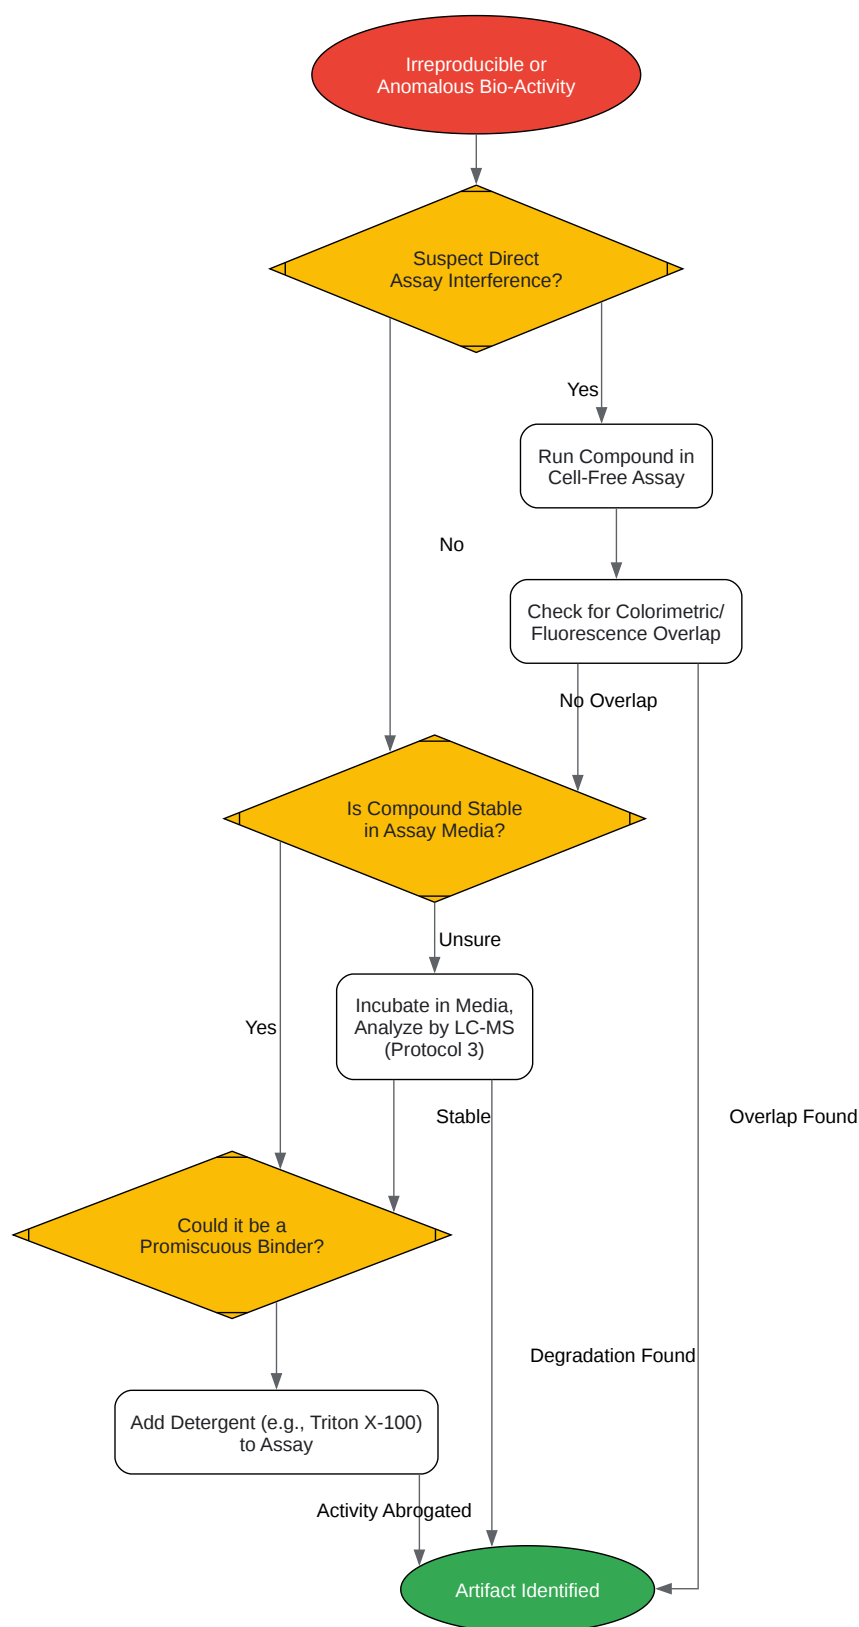 Irreproducible or
Anomalous Bio-Activity
Suspect Direct
Assay Interference?
Yes
Run Compound in
Cell-Free Assay
No
Check for Colorimetric/
Fluorescence Overlap
No Overlap
Is Compound Stable
in Assay Media?
Unsure
Incubate in Media,
Analyze by LC-MS
(Protocol 3)
Yes
Stable
Overlap Found
Could it be a
Promiscuous Binder?
Degradation Found
Add Detergent (e.g., Triton X-100)
to Assay
Activity Abrogated
Artifact Identified